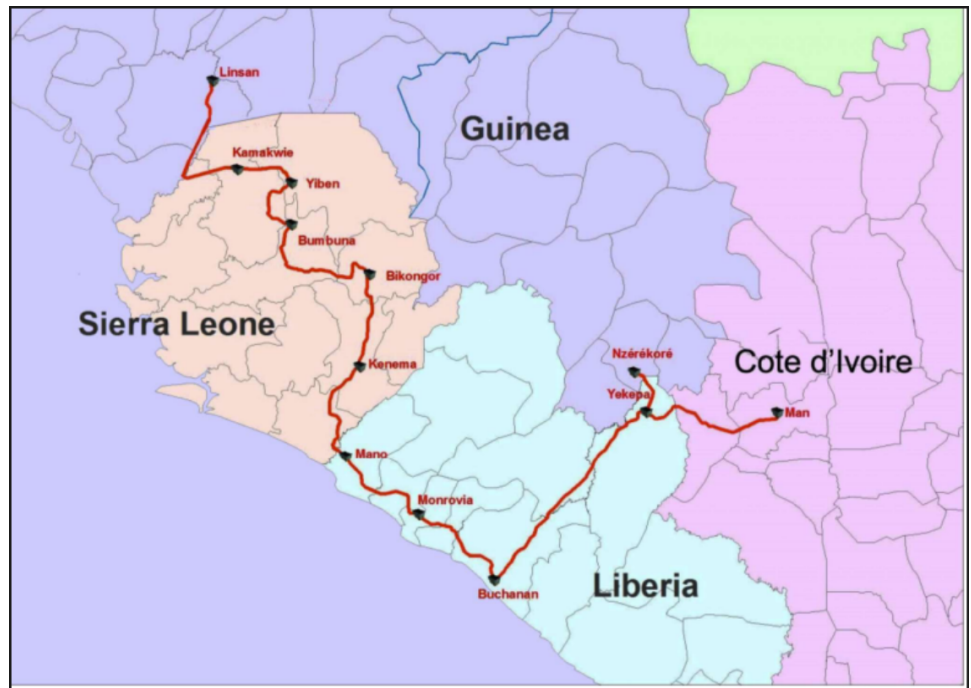 Linsan
Guinea
Kamakwie
Yiben
Bumbuna
Bikongor
Sierra Leone
Nzérékoré
Cote d'Ivoire
Kenema
Yekepa
Man
Mano
Monrovia
Liberia
Buchanan